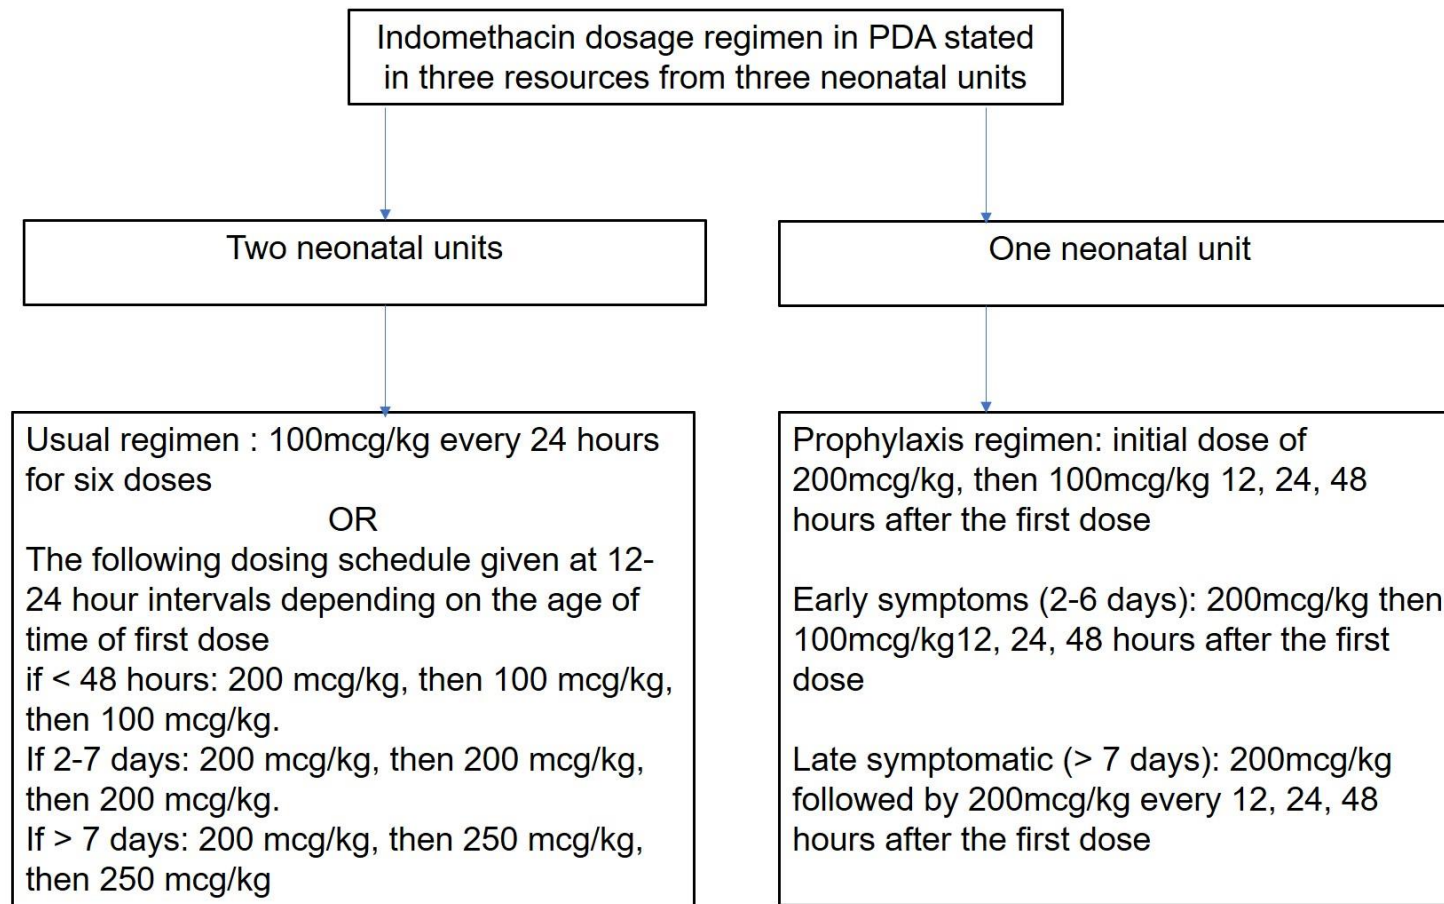 Indomethacin dosage regimen in PDA stated
in three resources from three neonatal units
Two neonatal units
One neonatal unit
Usual regimen : 100mcg/kg every 24 hours
for six doses
OR
The following dosing schedule given at 12-
24 hour intervals depending on the age of
time of first dose
if < 48 hours: 200 mcg/kg, then 100 mcg/kg,
then 100 mcg/kg.
If 2-7 days: 200 mcg/kg, then 200 mcg/kg,
then 200 mcg/kg.
If > 7 days: 200 mcg/kg, then 250 mcg/kg,
then 250 mcg/kg
Prophylaxis regimen: initial dose of
200mcg/kg, then 100mcg/kg 12, 24, 48
hours after the first dose
Early symptoms (2-6 days): 200mcg/kg then
100mcg/kg12, 24, 48 hours after the first
dose
Late symptomatic (> 7 days): 200mcg/kg
followed by 200mcg/kg every 12, 24, 48
hours after the first dose